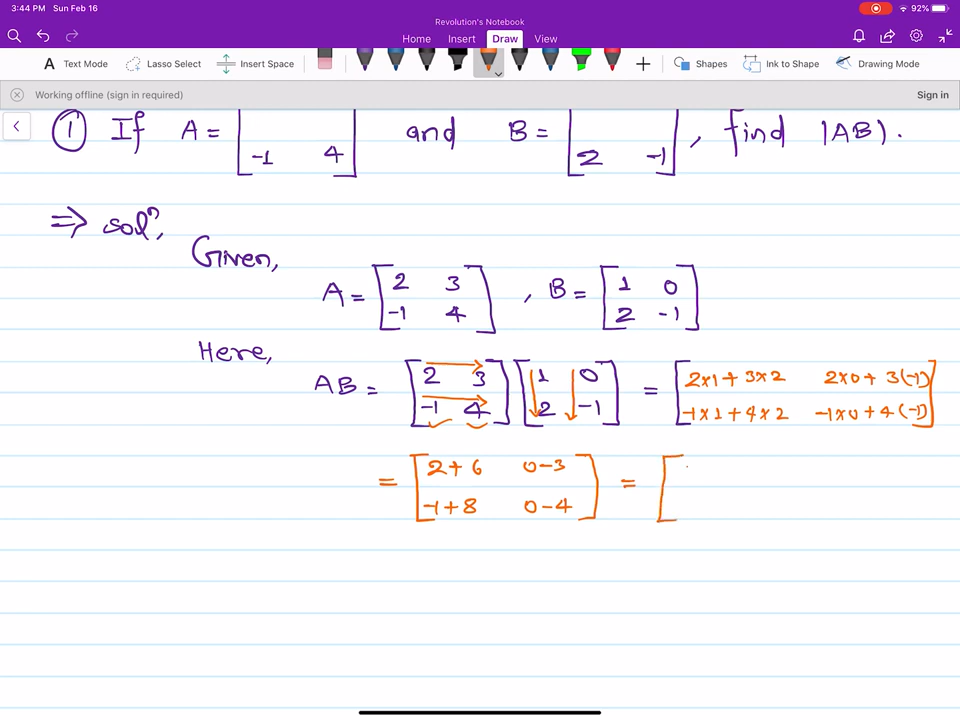 3:44 PM Sun Feb 16 92%
Revolution's Notebook
Home Insert Draw View
A Text Mode Lasso Select Insert Space Shapes Ink to Shape Drawing Mode
Working offline (sign in required) Sign in
① If A = [ -1 4 ] and B = [ 2 -1 ], find |AB|.
=> solⁿ,
Given,
A = [ 2 3 , B = [ 1 0
-1 4 ] 2 -1 ]
Here,
AB = [ 2 3 ] [ 1 0 ] = [ 2×1+3×2 2×0+3(-1)
-1 4 ] 2 -1 ] -1×1+4×2 -1×0+4(-1) ]
= [ 2+6 0-3 ] = [
-1+8 0-4 ]